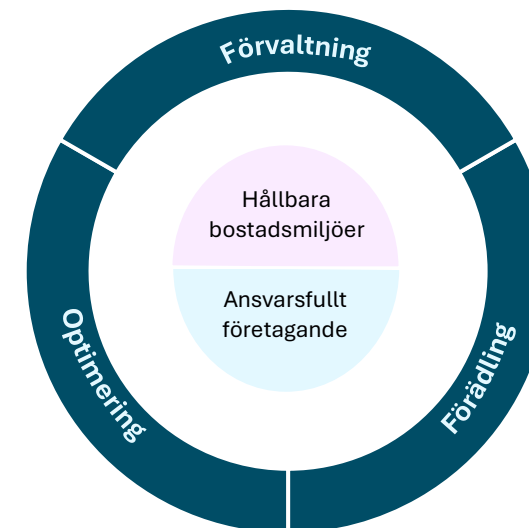 Förvaltning
Hållbara
bostadsmiljöer
Ansvarsfullt
företagande
Optimering
Förädling